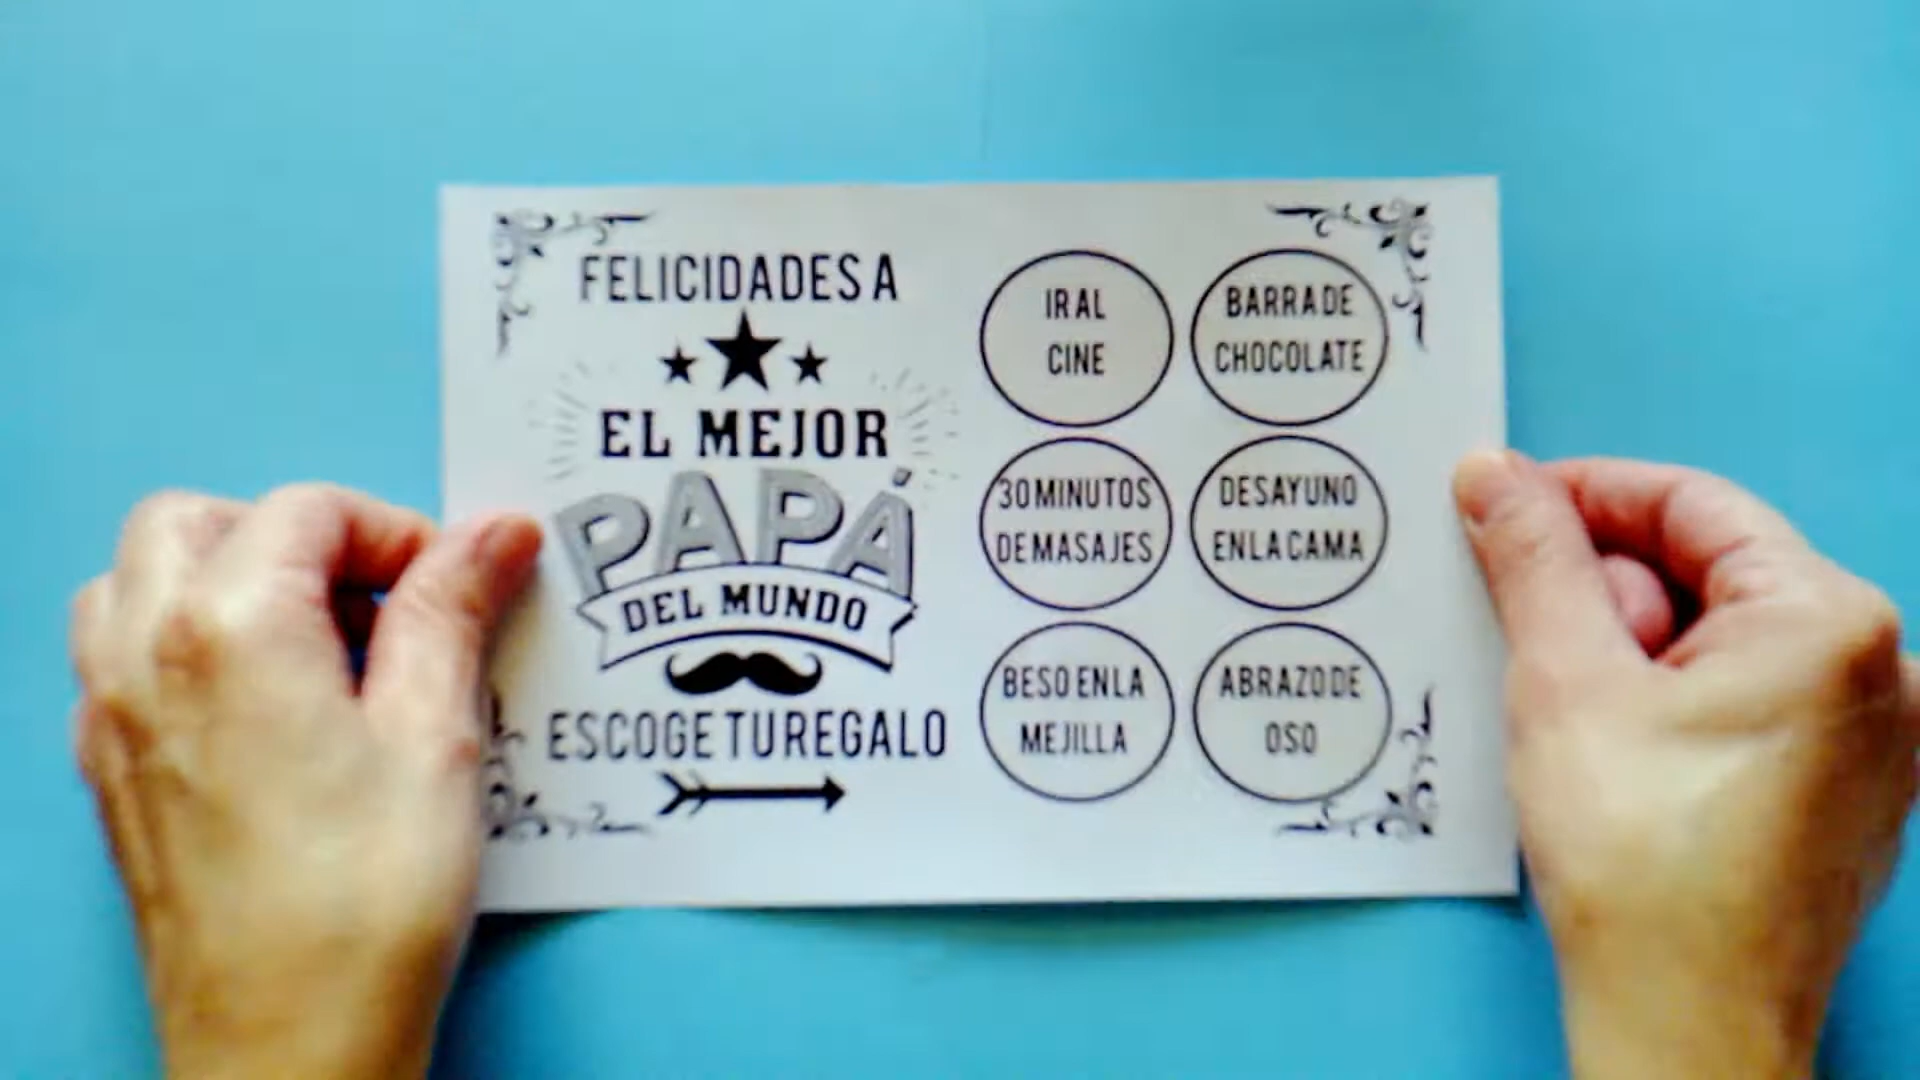 FELICIDADES A
EL MEJOR
PAPÁ
DEL MUNDO
ESCOGE TU REGALO
IR AL
CINE
BARRA DE
CHOCOLATE
30 MINUTOS
DE MASAJES
DESAYUNO
EN LA CAMA
BESO EN LA
MEJILLA
ABRAZO DE
OSO